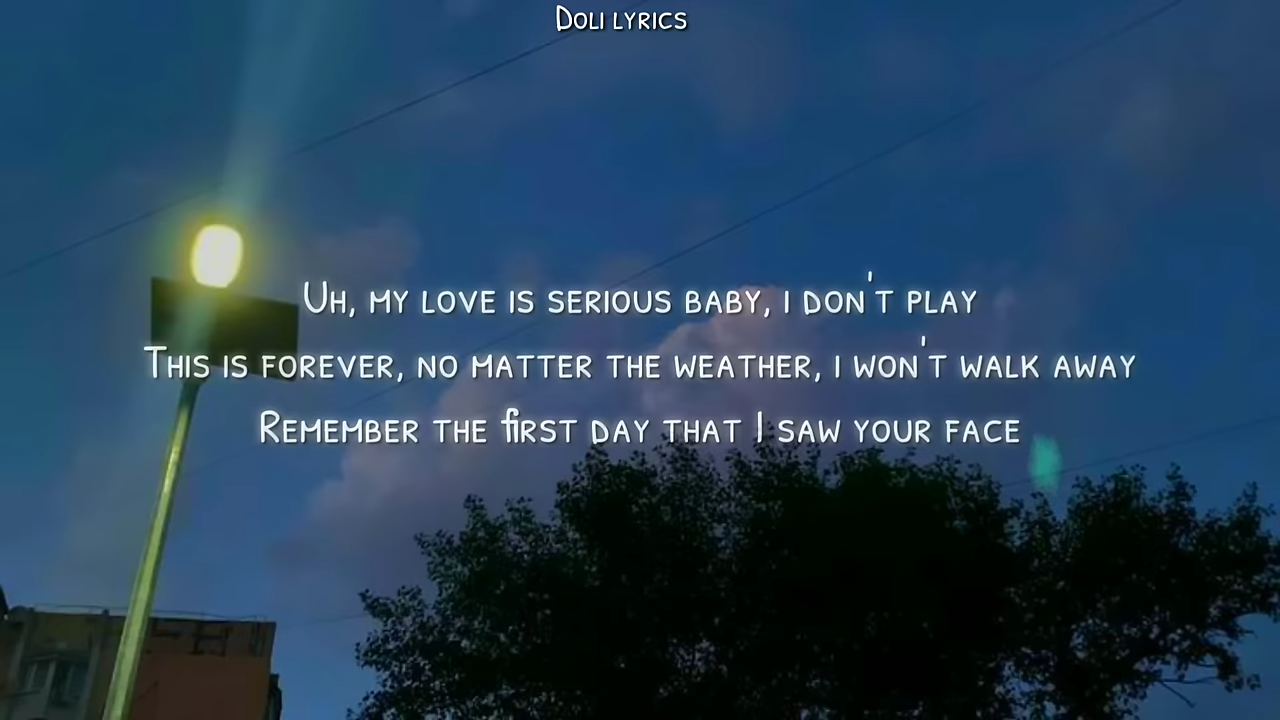 Doli lyrics
Uh, my love is serious baby, i don't play
This is forever, no matter the weather, i won't walk away
Remember the first day that I saw your face